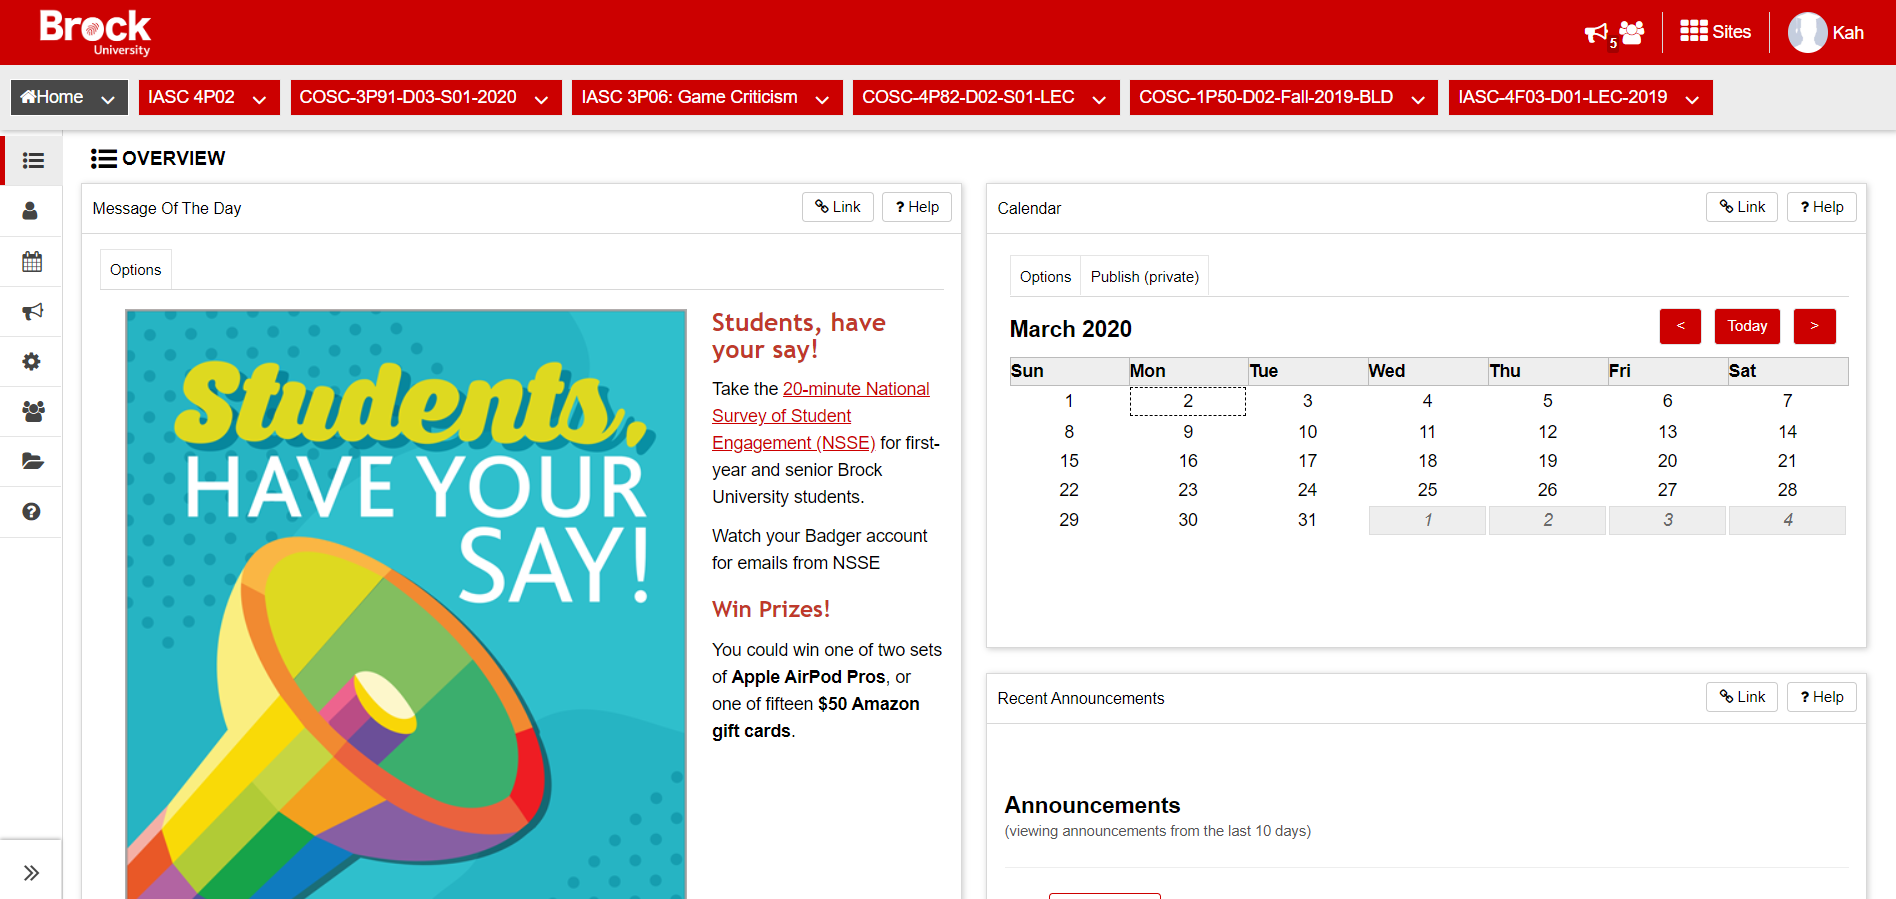 Brock
University
5
Sites
Kah
Home
IASC 4P02
COSC-3P91-D03-S01-2020
IASC 3P06: Game Criticism
COSC-4P82-D02-S01-LEC
COSC-1P50-D02-Fall-2019-BLD
IASC-4F03-D01-LEC-2019
OVERVIEW
Message Of The Day
Link
? Help
Options
Students,
HAVE YOUR
SAY!
Students, have
your say!
Take the 20-minute National
Survey of Student
Engagement (NSSE) for first-
year and senior Brock
University students.
Watch your Badger account
for emails from NSSE
Win Prizes!
You could win one of two sets
of Apple AirPod Pros, or
one of fifteen $50 Amazon
gift cards.
Calendar
Link
? Help
Options
Publish (private)
March 2020
<
Today
>
Sun Mon Tue Wed Thu Fri Sat
1 2 3 4 5 6 7
8 9 10 11 12 13 14
15 16 17 18 19 20 21
22 23 24 25 26 27 28
29 30 31 1 2 3 4
Recent Announcements
Link
? Help
Announcements
(viewing announcements from the last 10 days)